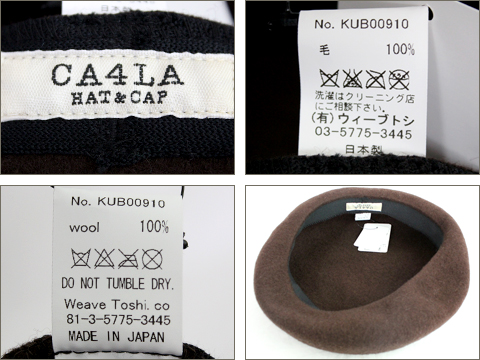 CA4LA
HAT & CAP
No. KUB00910
毛 100%
洗濯はクリーニング店
にご相談下さい
(有)ウィーブトシ
03-5775-3445
日本製
No. KUB00910
wool 100%
DO NOT TUMBLE DRY.
Weave Toshi. co
81-3-5775-3445
MADE IN JAPAN